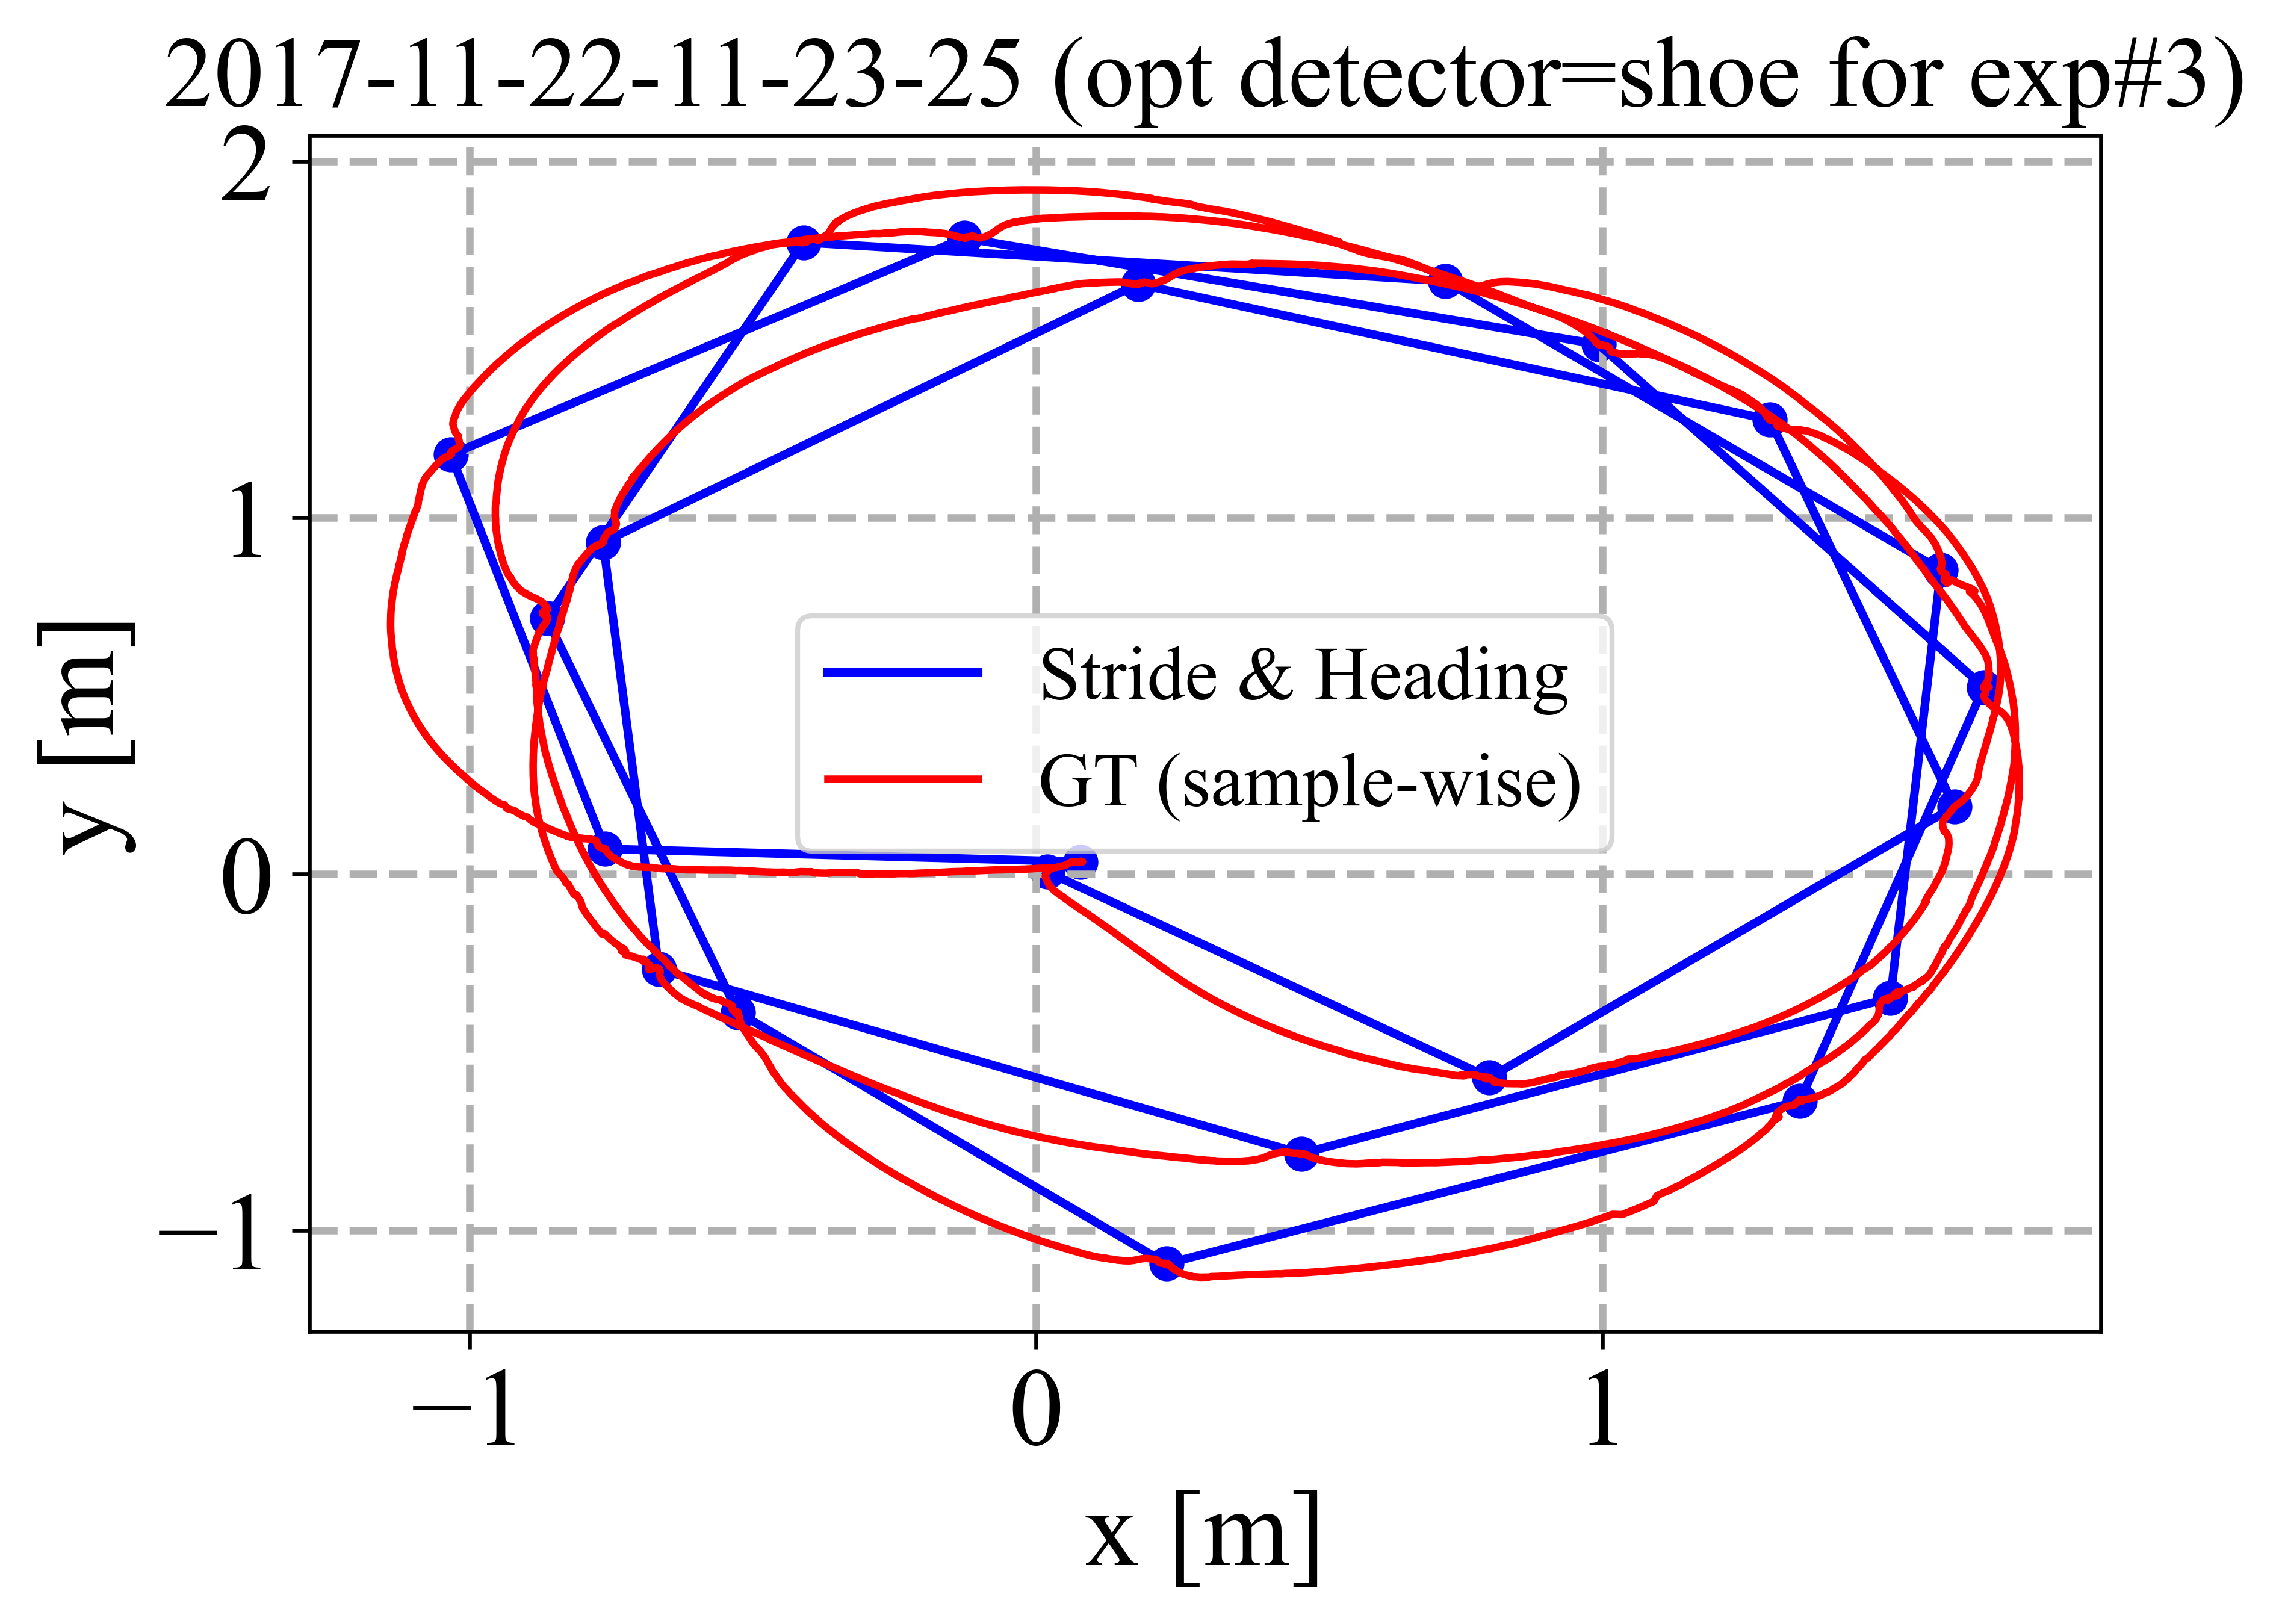 2017-11-22-11-23-25 (opt detector=shoe for exp#3)
2
1
0
−1
y [m]
Stride & Heading
GT (sample-wise)
−1
0
1
x [m]